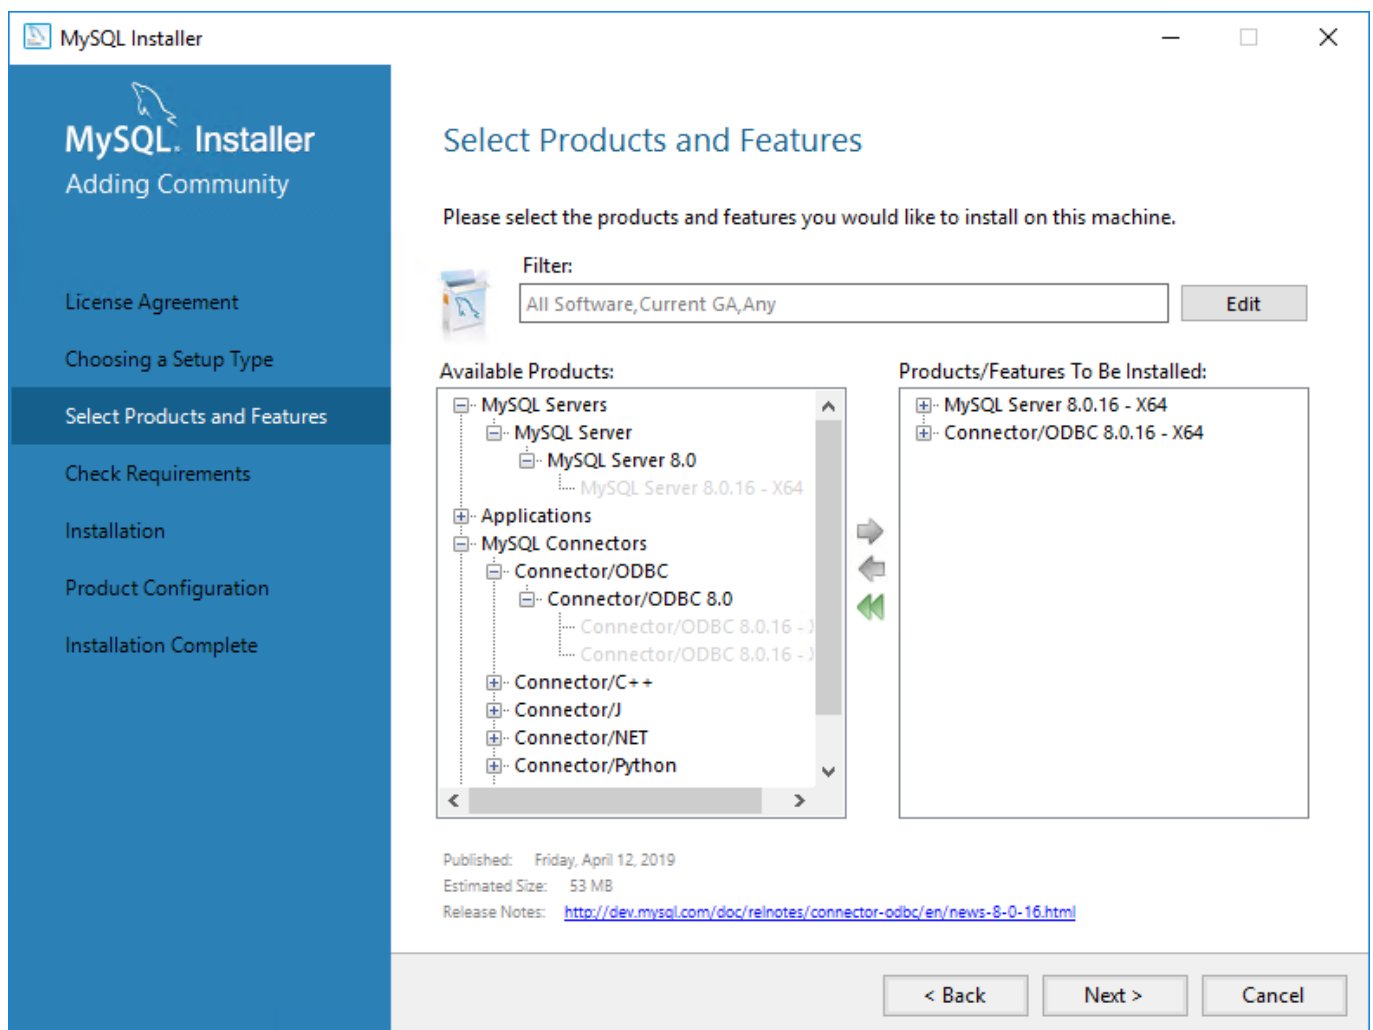 MySQL Installer
MySQL. Installer
Adding Community
License Agreement
Choosing a Setup Type
Select Products and Features
Check Requirements
Installation
Product Configuration
Installation Complete
Select Products and Features
Please select the products and features you would like to install on this machine.
Filter:
All Software,Current GA,Any
Edit
Available Products:
MySQL Servers
MySQL Server
MySQL Server 8.0
MySQL Server 8.0.16 - X64
Applications
MySQL Connectors
Connector/ODBC
Connector/ODBC 8.0
Connector/ODBC 8.0.16 -
Connector/ODBC 8.0.16 -
Connector/C++
Connector/J
Connector/NET
Connector/Python
Products/Features To Be Installed:
MySQL Server 8.0.16 - X64
Connector/ODBC 8.0.16 - X64
Published: Friday, April 12, 2019
Estimated Size: 53 MB
Release Notes: http://dev.mysql.com/doc/relnotes/connector-odbc/en/news-8-0-16.html
< Back
Next >
Cancel